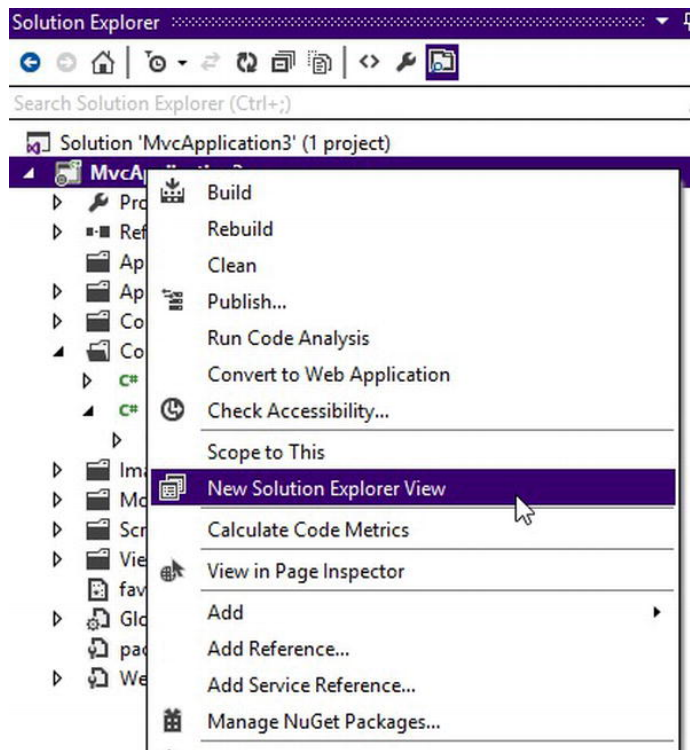 Solution Explorer
Search Solution Explorer (Ctrl+;)
Solution 'MvcApplication3' (1 project)
Build
Pro
Rebuild
Ref
Clean
Ap
Publish...
Ap
Run Code Analysis
Co
Convert to Web Application
Co
C#
Check Accessibility...
C#
Scope to This
New Solution Explorer View
Calculate Code Metrics
Scr
View in Page Inspector
Vie
fav
Add
Glo
Add Reference...
pac
Add Service Reference...
We
Manage NuGet Packages...